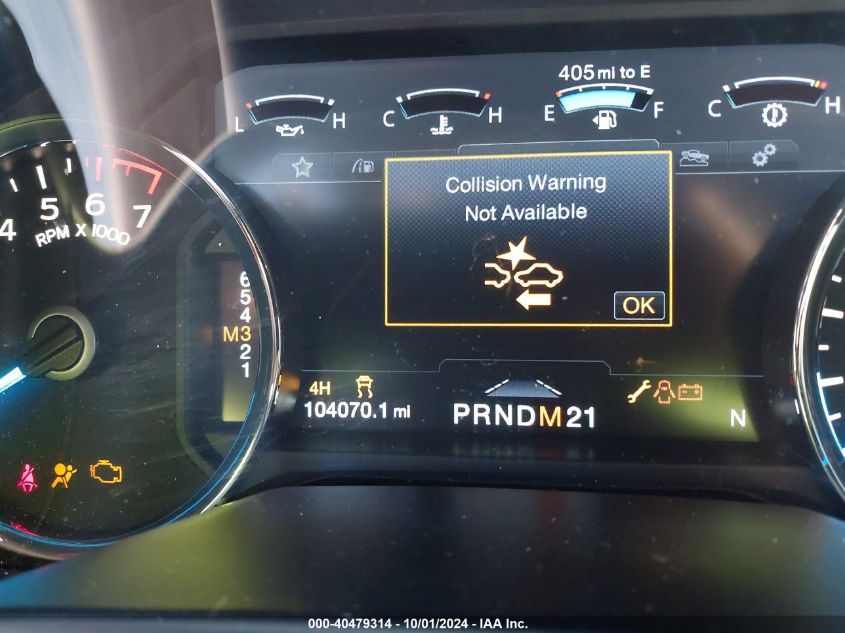 405 mi to E
L H
C H
E F
C H
4 5 6 7
RPM X 1000
Collision Warning
Not Available
OK
6
5
4
M3
2
1
4H
104070.1 mi
PRNDM21
N
000-40479314 - 10/01/2024 - IAA Inc.